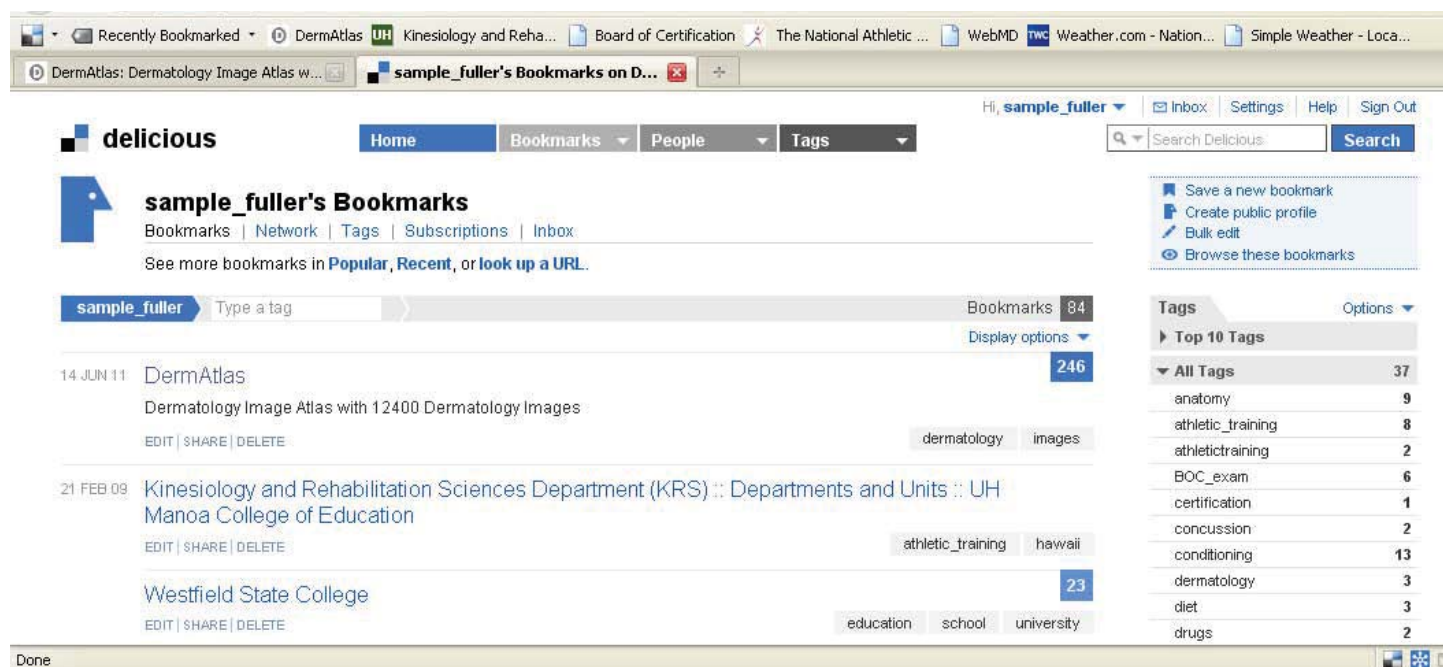 Recently Bookmarked DermAtlas UH Kinesiology and Reha... Board of Certification The National Athletic ... WebMD TWC Weather.com - Nation... Simple Weather - Loca...
DermAtlas: Dermatology Image Atlas w... sample_fuller's Bookmarks on D...
Hi, sample_fuller Inbox Settings Help Sign Out
delicious Home Bookmarks People Tags Search Delicious Search
sample_fuller's Bookmarks
Bookmarks | Network | Tags | Subscriptions | Inbox
See more bookmarks in Popular, Recent, or look up a URL.
Save a new bookmark
Create public profile
Bulk edit
Browse these bookmarks
sample_fuller Type a tag Bookmarks 84
Display options
14 JUN 11 DermAtlas 246
Dermatology Image Atlas with 12400 Dermatology Images
EDIT | SHARE | DELETE dermatology images
21 FEB 09 Kinesiology and Rehabilitation Sciences Department (KRS) :: Departments and Units :: UH
Manoa College of Education
EDIT | SHARE | DELETE athletic_training hawaii
Westfield State College 23
EDIT | SHARE | DELETE education school university
Tags Options
Top 10 Tags
All Tags 37
anatomy 9
athletic_training 8
athletictraining 2
BOC_exam 6
certification 1
concussion 2
conditioning 13
dermatology 3
diet 3
drugs 2
Done